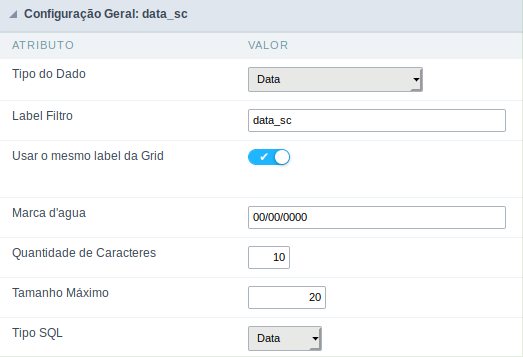 Configuração Geral: data_sc
ATRIBUTO VALOR
Tipo do Dado Data
Label Filtro data_sc
Usar o mesmo label da Grid
Marca d'agua 00/00/0000
Quantidade de Caracteres 10
Tamanho Máximo 20
Tipo SQL Data